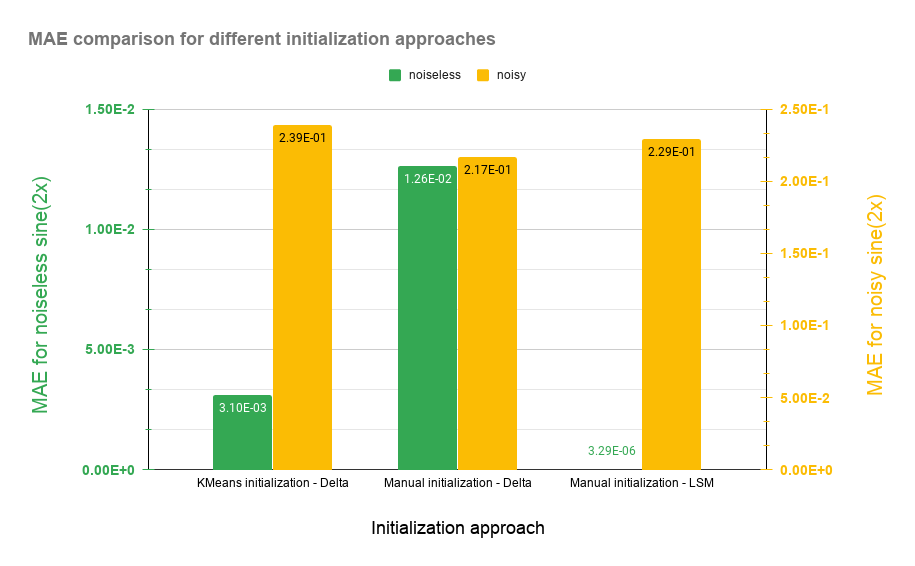 MAE comparison for different initialization approaches
noiseless
noisy
1.50E-2
1.00E-2
5.00E-3
0.00E+0
MAE for noiseless sine(2x)
2.50E-1
2.00E-1
1.50E-1
1.00E-1
5.00E-2
0.00E+0
MAE for noisy sine(2x)
3.10E-03
2.39E-01
1.26E-02
2.17E-01
3.29E-06
2.29E-01
KMeans initialization - Delta
Manual initialization - Delta
Manual initialization - LSM
Initialization approach